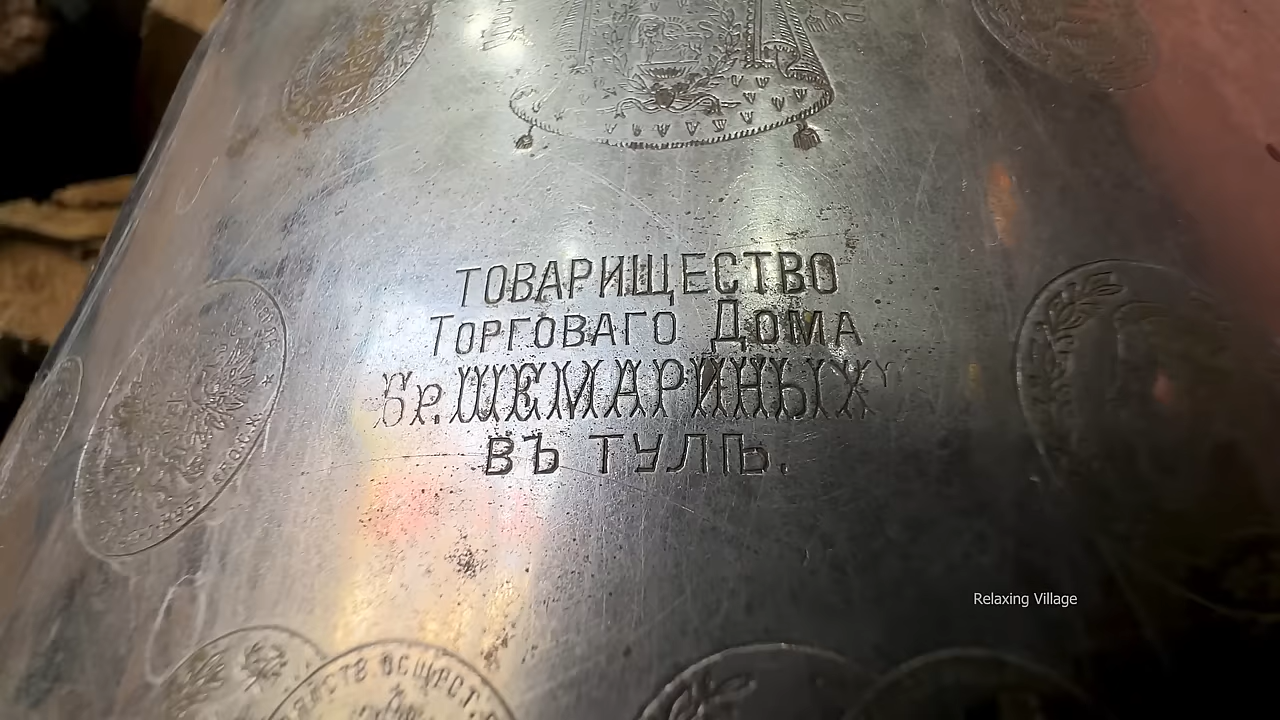 ТОВАРИЩЕСТВО
Торговаго Дома
Бр. ШЕМАРИНЫХЪ
ВЪ ТУЛѢ.
Relaxing Village